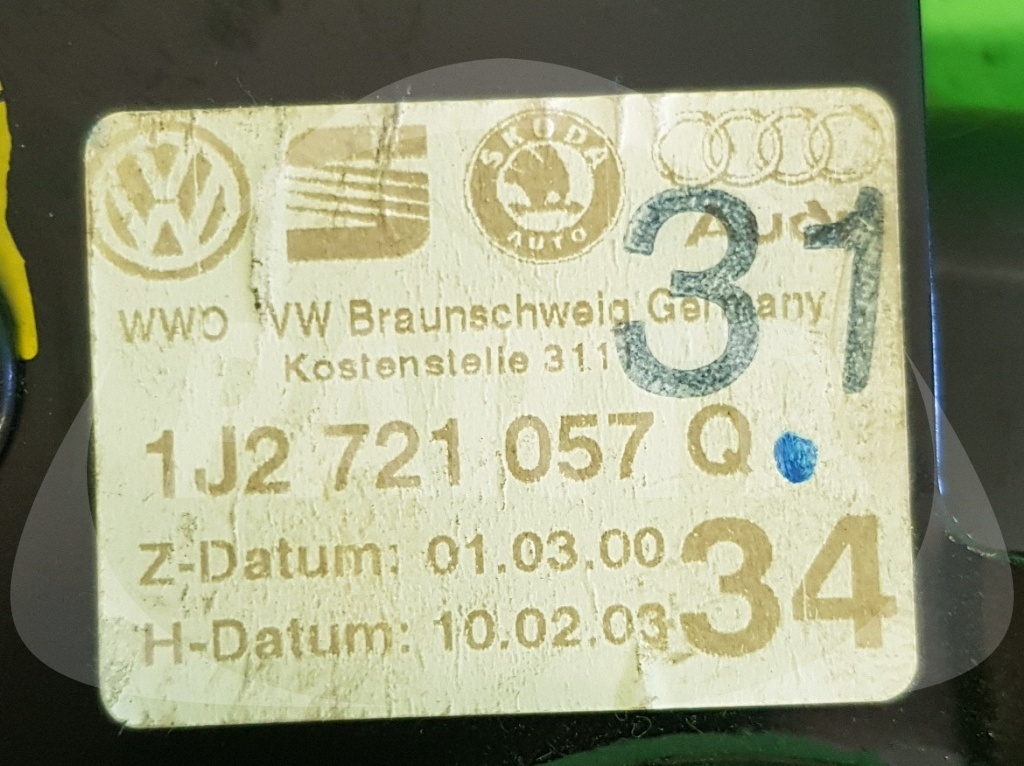 SKODA
AUTO
Audi
31
WWO VW Braunschweig Germany
Kostenstelle 311
1J2 721 057 Q
Z-Datum: 01.03.00
H-Datum: 10.02.03
34